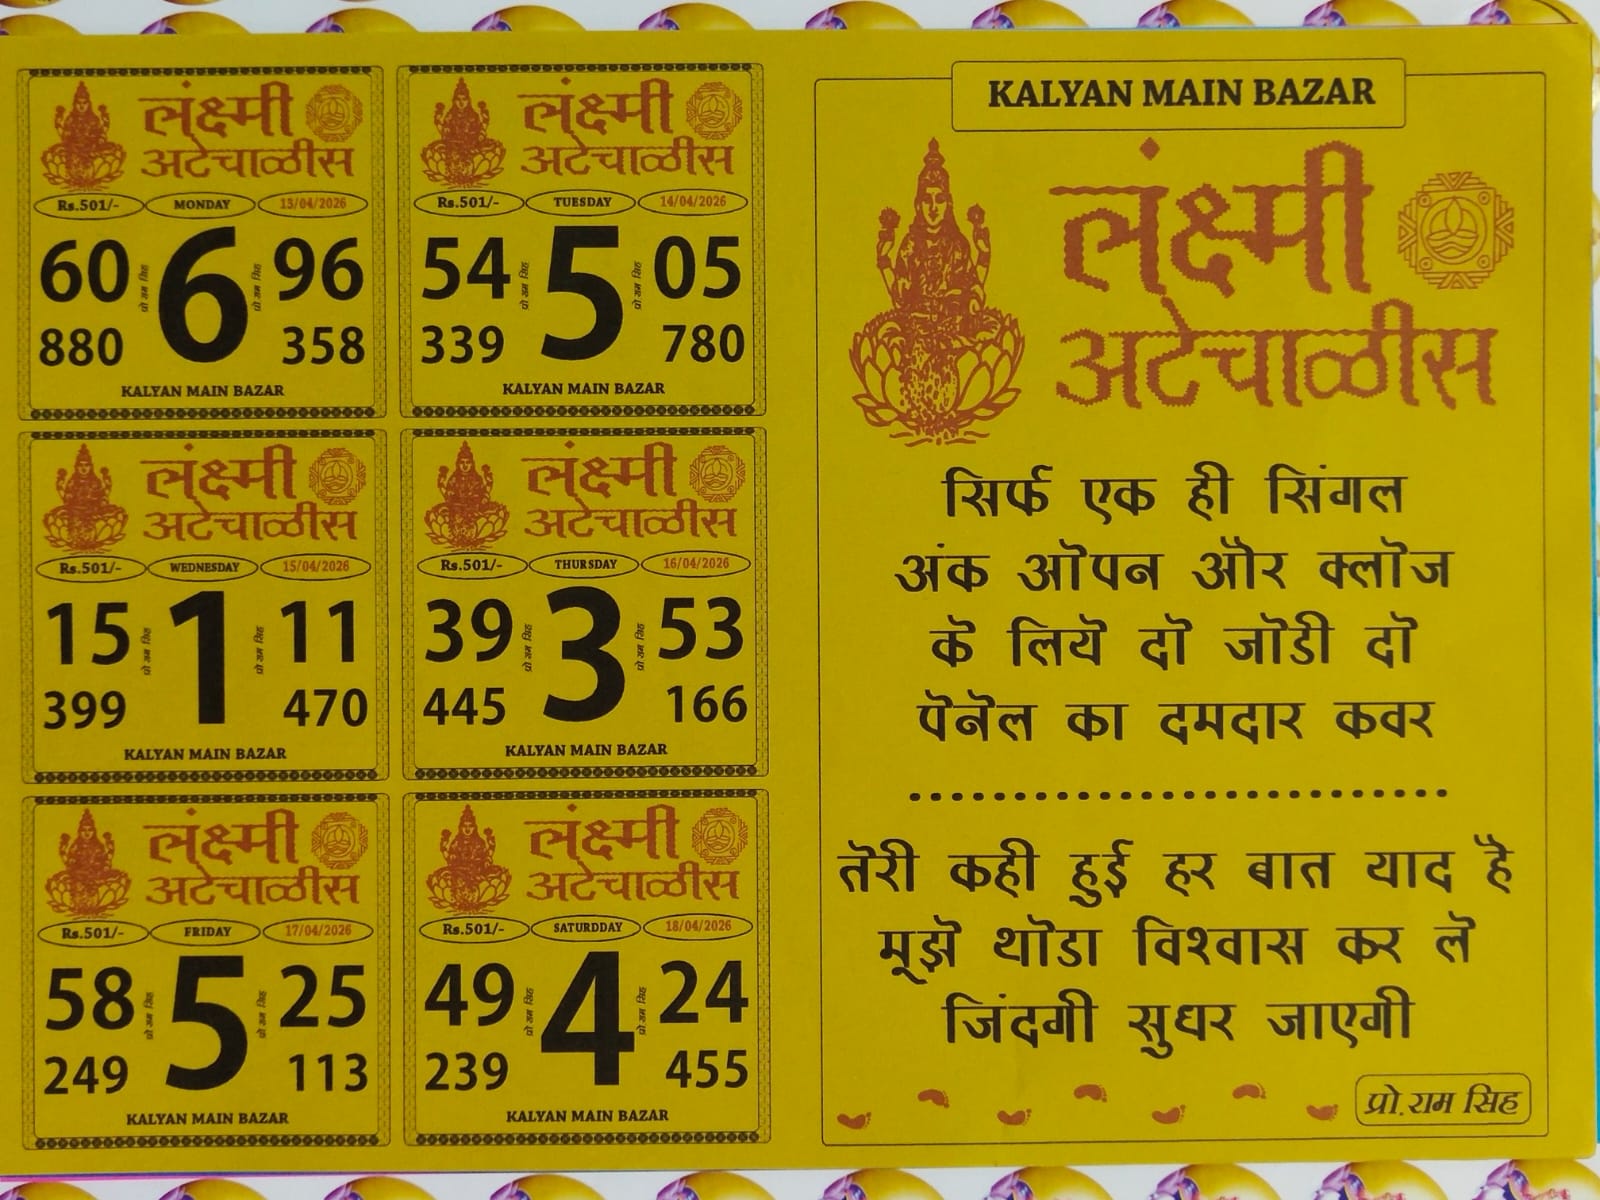 लंक्ष्मी
अटेचाळीस
Rs.501/- MONDAY 13/04/2026
60 6 96
प्रो राम सिंह प्रो राम सिंह
880 358
KALYAN MAIN BAZAR
लंक्ष्मी
अटेचाळीस
Rs.501/- TUESDAY 14/04/2026
54 5 05
प्रो राम सिंह प्रो राम सिंह
339 780
KALYAN MAIN BAZAR
लंक्ष्मी
अटेचाळीस
Rs.501/- WEDNESDAY 15/04/2026
15 1 11
प्रो राम सिंह प्रो राम सिंह
399 470
KALYAN MAIN BAZAR
लंक्ष्मी
अटेचाळीस
Rs.501/- THURSDAY 16/04/2026
39 3 53
प्रो राम सिंह प्रो राम सिंह
445 166
KALYAN MAIN BAZAR
लंक्ष्मी
अटेचाळीस
Rs.501/- FRIDAY 17/04/2026
58 5 25
प्रो राम सिंह प्रो राम सिंह
249 113
KALYAN MAIN BAZAR
लंक्ष्मी
अटेचाळीस
Rs.501/- SATURDDAY 18/04/2026
49 4 24
प्रो राम सिंह प्रो राम सिंह
239 455
KALYAN MAIN BAZAR
KALYAN MAIN BAZAR
लंक्ष्मी
अटेचाळीस
सिर्फ एक ही सिंगल
अंक ओपन और क्लोज
के लिये दो जोडी दो
पेनेल का दमदार कवर
तेरी कही हुई हर बात याद है
मूझे थोडा विश्वास कर ले
जिंदगी सुधर जाएगी
प्रो.राम सिह